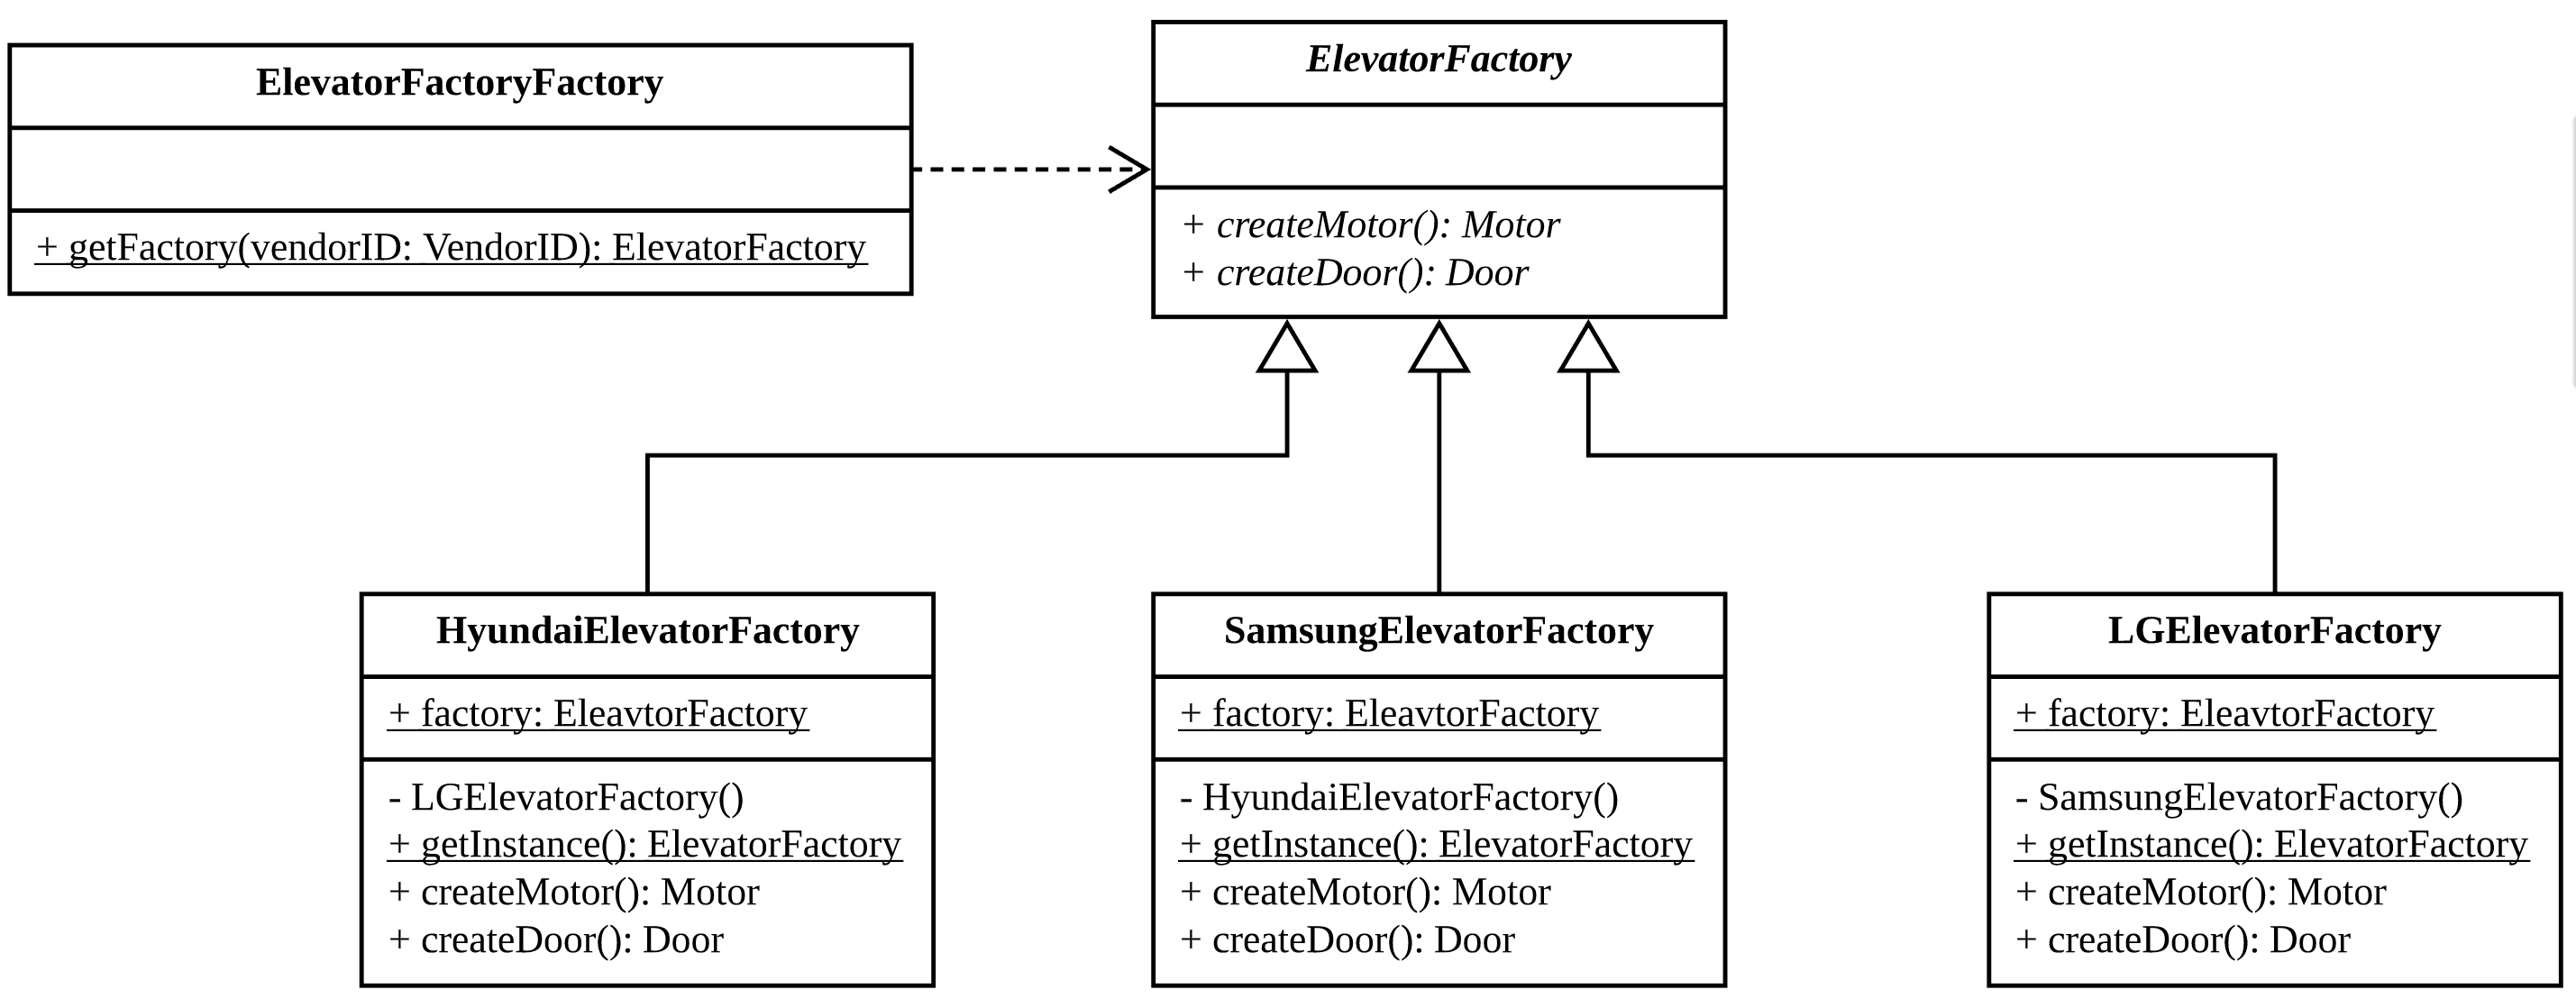 ElevatorFactoryFactory
+ getFactory(vendorID: VendorID): ElevatorFactory
ElevatorFactory
+ createMotor(): Motor
+ createDoor(): Door
HyundaiElevatorFactory
+ factory: EleavtorFactory
- LGElevatorFactory()
+ getInstance(): ElevatorFactory
+ createMotor(): Motor
+ createDoor(): Door
SamsungElevatorFactory
+ factory: EleavtorFactory
- HyundaiElevatorFactory()
+ getInstance(): ElevatorFactory
+ createMotor(): Motor
+ createDoor(): Door
LGElevatorFactory
+ factory: EleavtorFactory
- SamsungElevatorFactory()
+ getInstance(): ElevatorFactory
+ createMotor(): Motor
+ createDoor(): Door